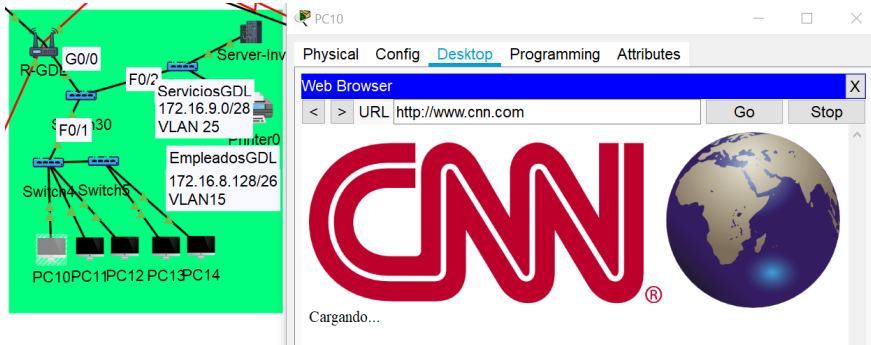 R-GDL
G0/0
F0/2
Server-Inv
ServiciosGDL
172.16.9.0/28
VLAN 25
Printer0
F0/1
EmpleadosGDL
172.16.8.128/26
VLAN15
Switch4
Switch5
PC10
PC11
PC12
PC13
PC14
PC10
Physical Config Desktop Programming Attributes
Web Browser
X
< > URL http://www.cnn.com Go Stop
CNN
®
Cargando...